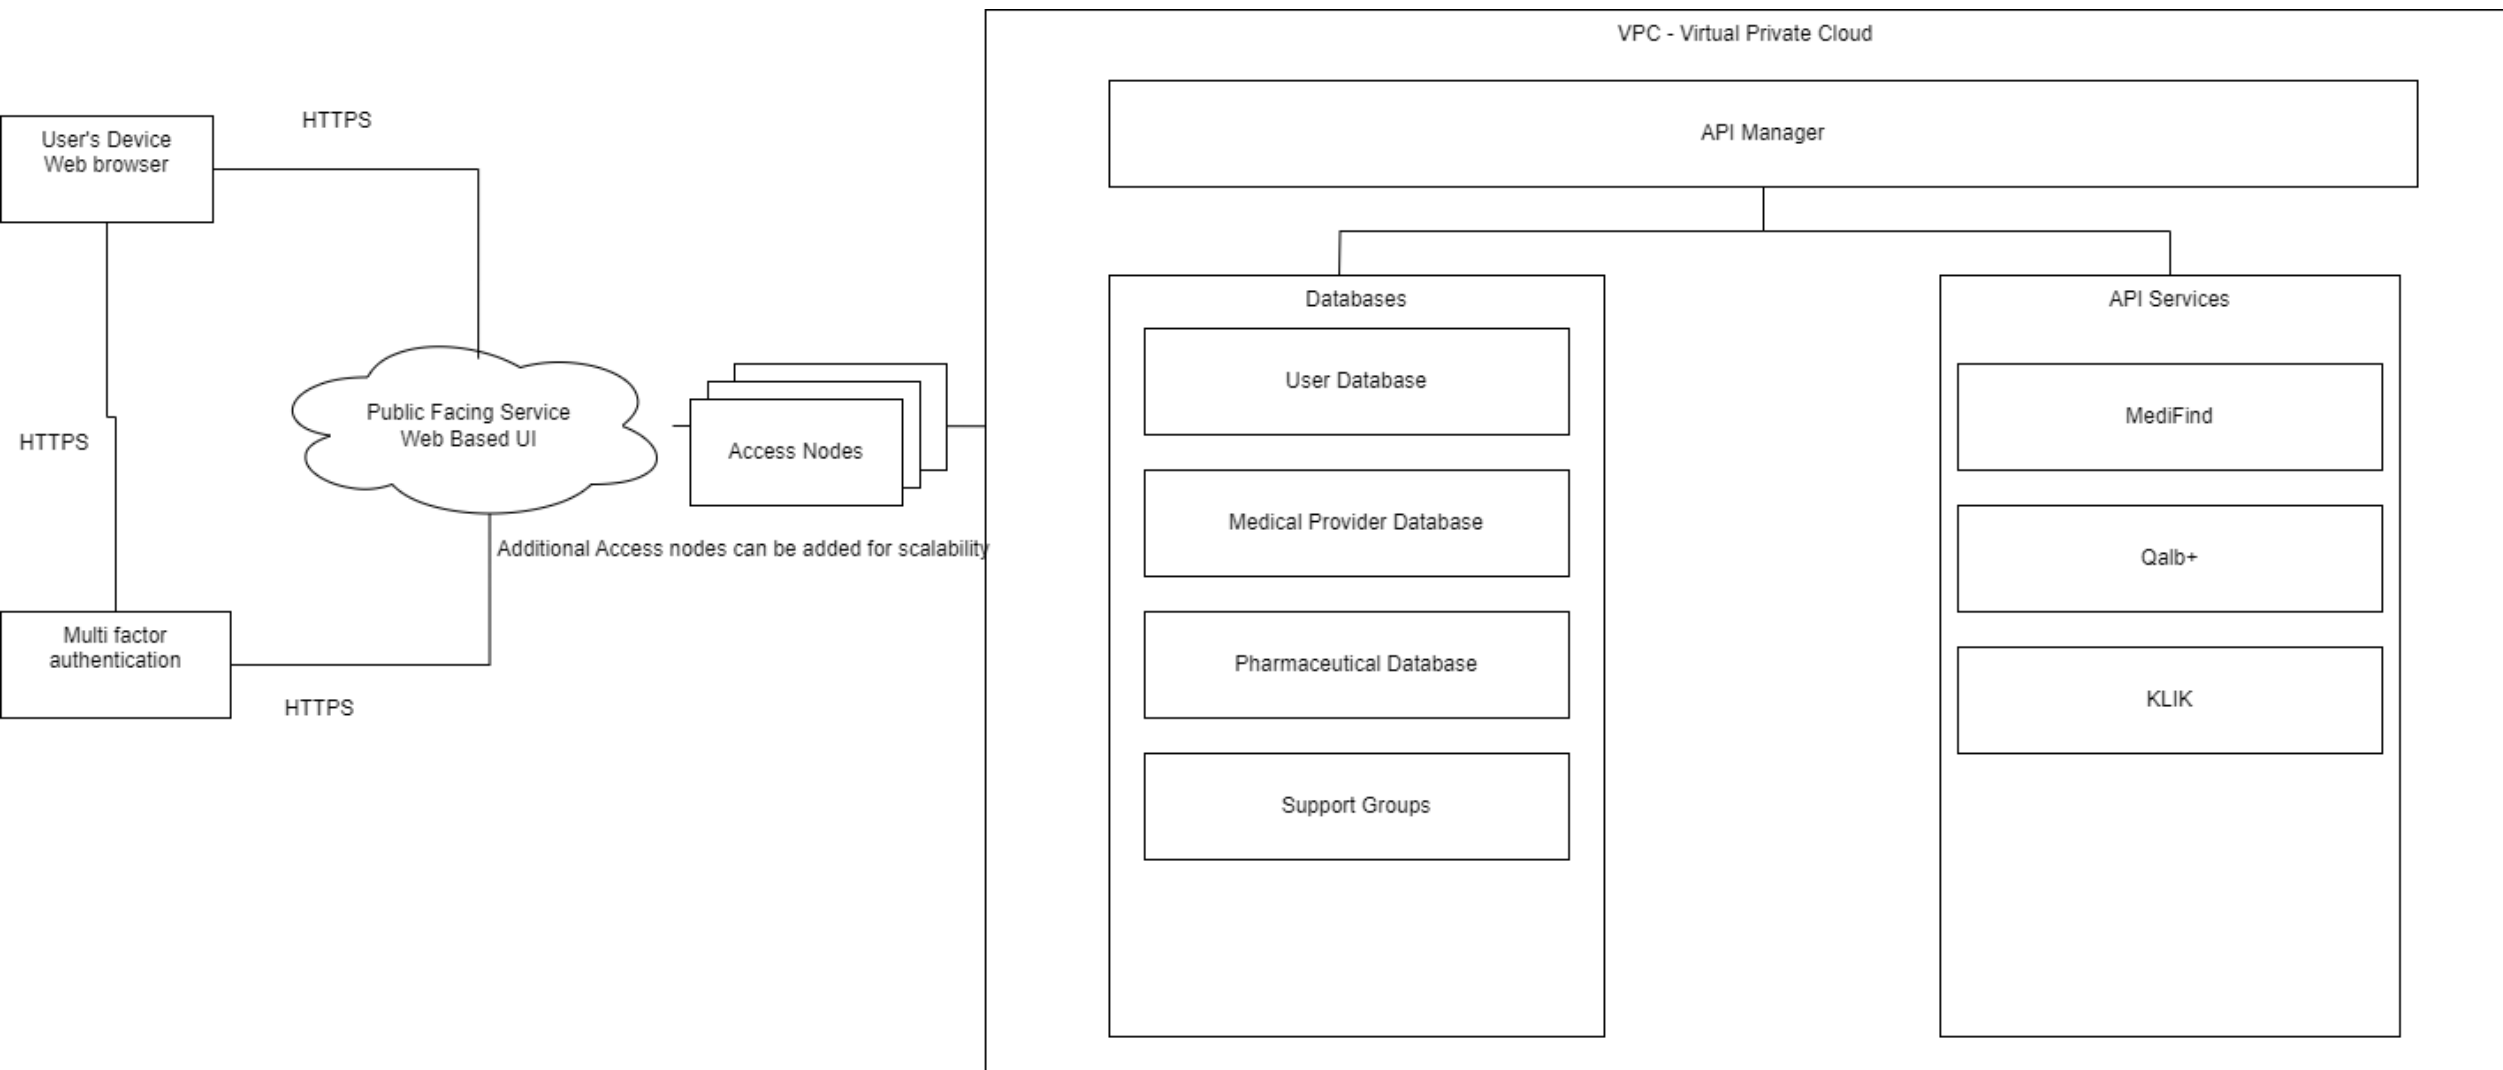 VPC - Virtual Private Cloud
API Manager
HTTPS
User's Device
Web browser
Databases
API Services
User Database
MediFind
Public Facing Service
Web Based UI
Access Nodes
HTTPS
Medical Provider Database
Additional Access nodes can be added for scalability
Qalb+
Multi factor
authentication
Pharmaceutical Database
KLIK
HTTPS
Support Groups